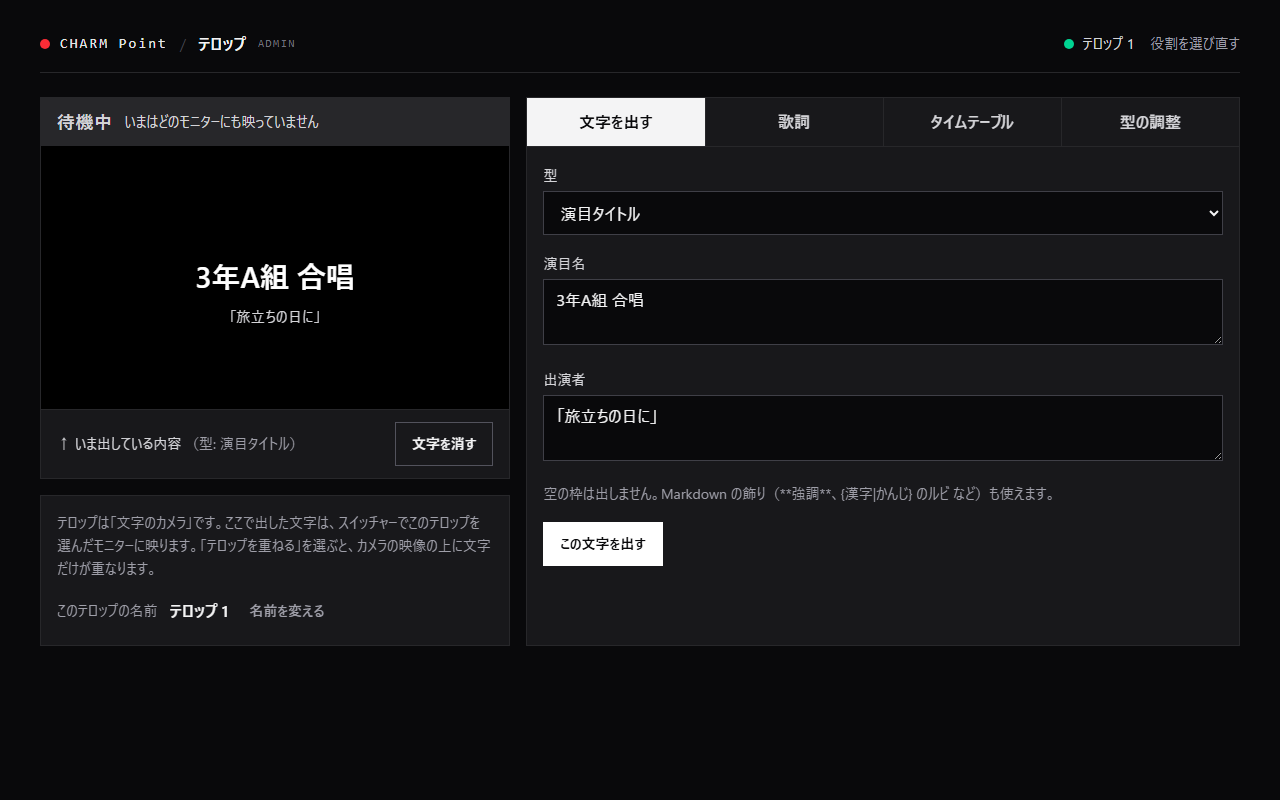 CHARM Point / テロップ ADMIN
テロップ 1 役割を選び直す
待機中 いまはどのモニターにも映っていません
3年A組 合唱
「旅立ちの日に」
↑ いま出している内容 （型: 演目タイトル）
文字を消す
テロップは「文字のカメラ」です。ここで出した文字は、スイッチャーでこのテロップを
選んだモニターに映ります。「テロップを重ねる」を選ぶと、カメラの映像の上に文字
だけが重なります。
このテロップの名前 テロップ 1 名前を変える
文字を出す 歌詞 タイムテーブル 型の調整
型
演目タイトル
演目名
3年A組 合唱
出演者
「旅立ちの日に」
空の枠は出しません。Markdown の飾り（**強調**、{漢字|かんじ} のルビ など）も使えます。
この文字を出す